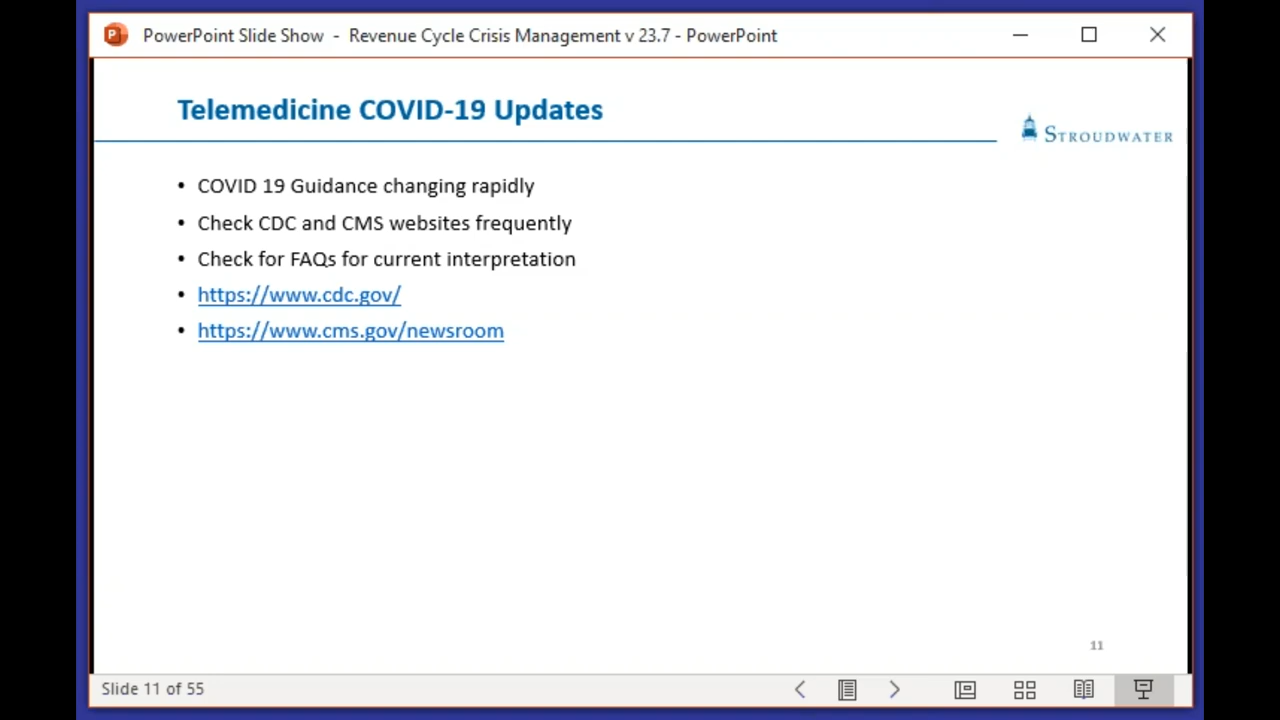 PowerPoint Slide Show - Revenue Cycle Crisis Management v 23.7 - PowerPoint
Telemedicine COVID-19 Updates
STROUDWATER
• COVID 19 Guidance changing rapidly
• Check CDC and CMS websites frequently
• Check for FAQs for current interpretation
• https://www.cdc.gov/
• https://www.cms.gov/newsroom
11
Slide 11 of 55